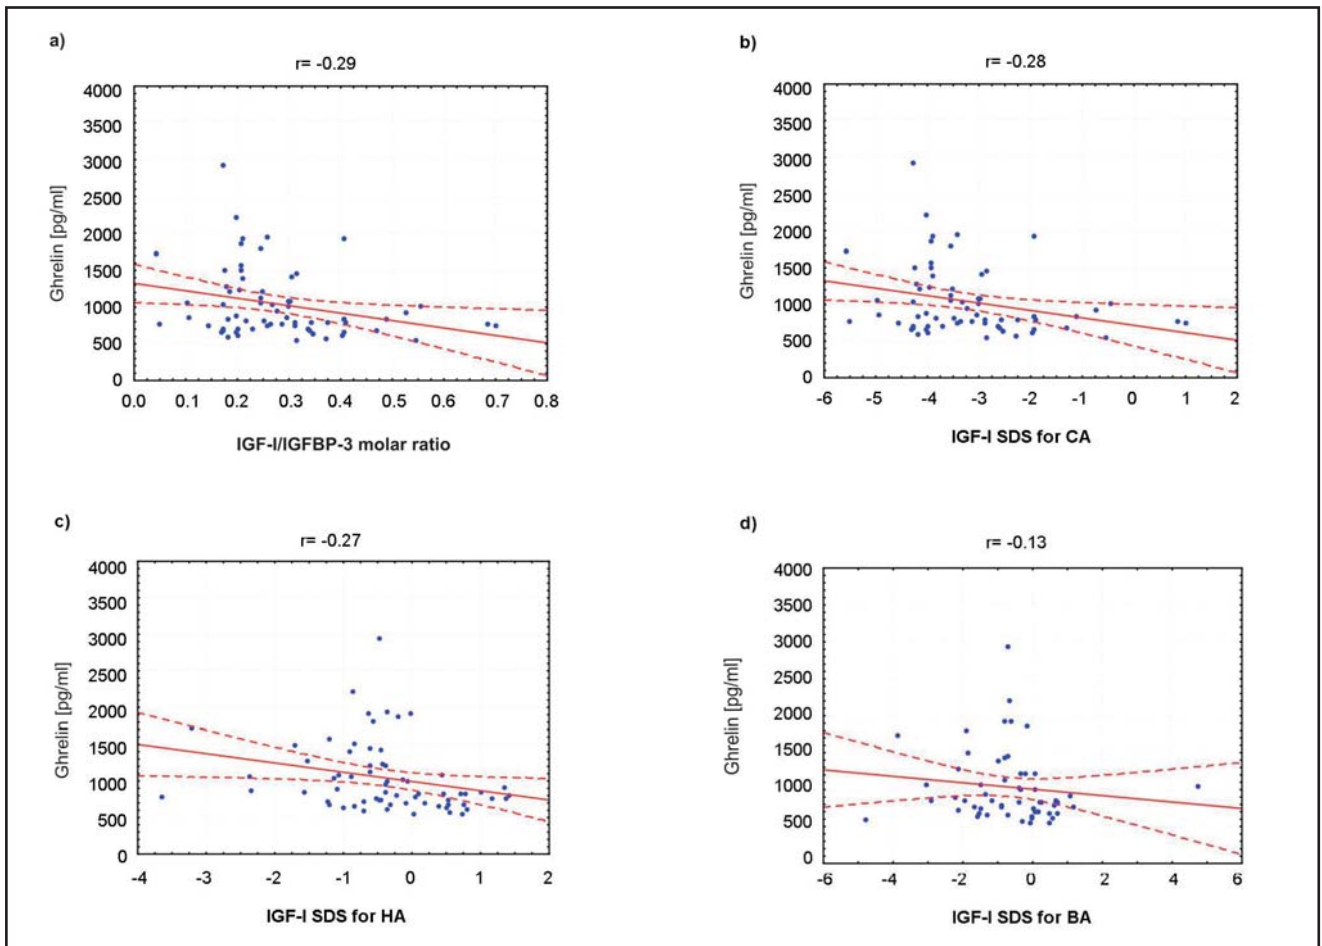 a)
r= -0.29
Ghrelin [pg/ml]
4000
3500
3000
2500
2000
1500
1000
500
0
0.0 0.1 0.2 0.3 0.4 0.5 0.6 0.7 0.8
IGF-I/IGFBP-3 molar ratio
b)
r= -0.28
Ghrelin [pg/ml]
4000
3500
3000
2500
2000
1500
1000
500
0
-6 -5 -4 -3 -2 -1 0 1 2
IGF-I SDS for CA
c)
r= -0.27
Ghrelin [pg/ml]
4000
3500
3000
2500
2000
1500
1000
500
0
-4 -3 -2 -1 0 1 2
IGF-I SDS for HA
d)
r= -0.13
Ghrelin [pg/ml]
4000
3500
3000
2500
2000
1500
1000
500
0
-6 -4 -2 0 2 4 6
IGF-I SDS for BA